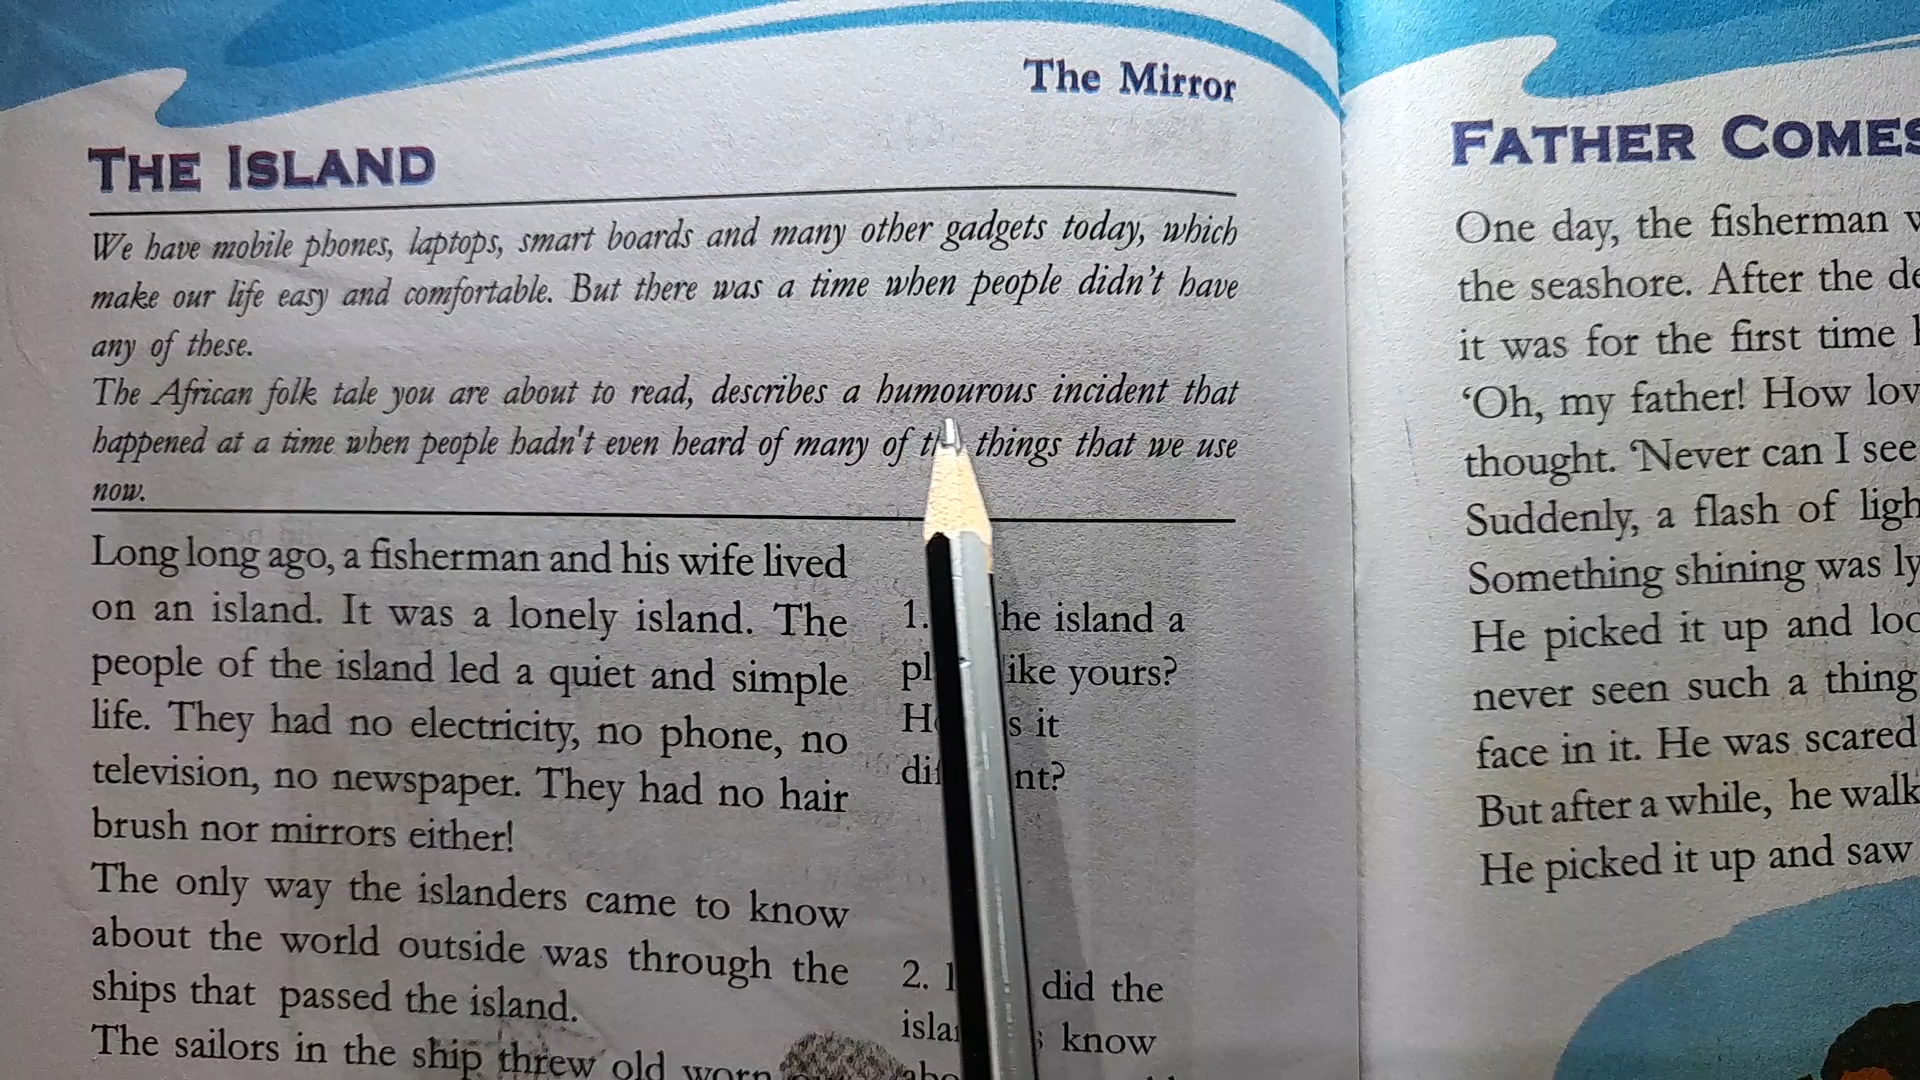 The Mirror
THE ISLAND
We have mobile phones, laptops, smart boards and many other gadgets today, which
make our life easy and comfortable. But there was a time when people didn't have
any of these.
The African folk tale you are about to read, describes a humourous incident that
happened at a time when people hadn't even heard of many of things that we use
now.
Long long ago, a fisherman and his wife lived
on an island. It was a lonely island. The
people of the island led a quiet and simple
life. They had no electricity, no phone, no
television, no newspaper. They had no hair
brush nor mirrors either!
The only way the islanders came to know
about the world outside was through the
ships that passed the island.
The sailors in the ship threw old worn
1. island a
yours?
it
2. did the
know
FATHER COMES
One day, the fisherman
the seashore. After the
it was for the first time
'Oh, my father! How
thought. 'Never can I see
Suddenly, a flash of
Something shining was
He picked it up and
never seen such a thing
face in it. He was scared
But after a while, he
He picked it up and saw